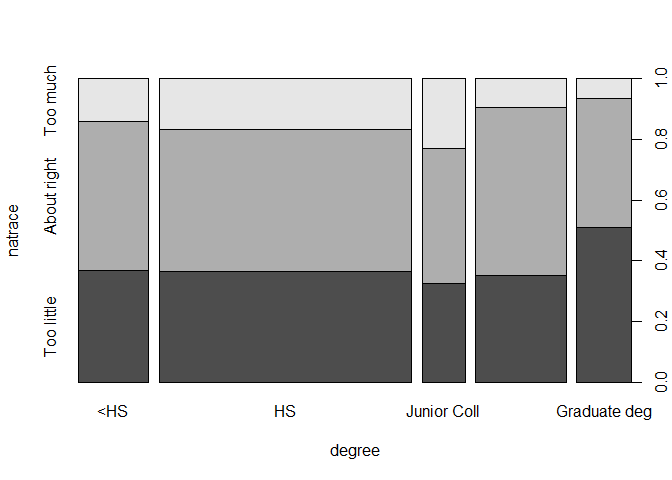 natrace
Too much
About right
Too little
1.0
0.8
0.6
0.4
0.2
0.0
<HS
HS
Junior Coll
Graduate deg
degree